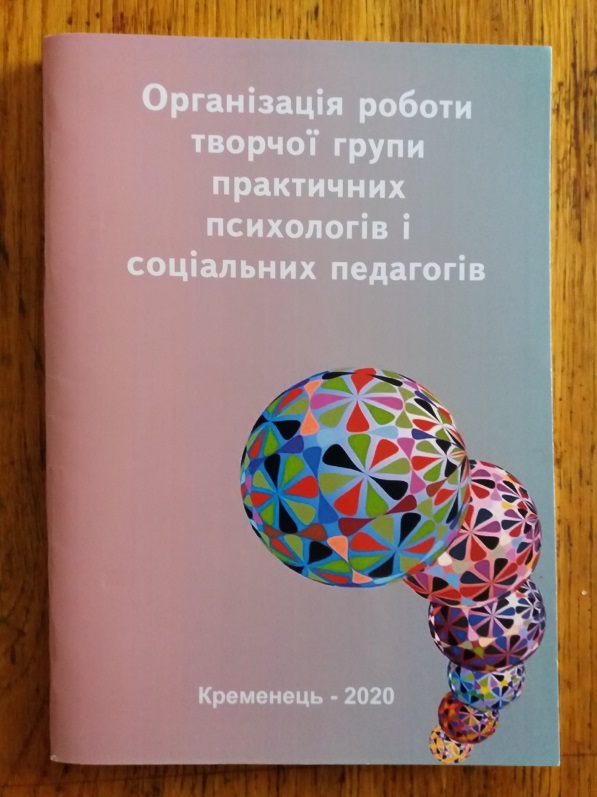 Організація роботи
творчої групи
практичних
психологів і
соціальних педагогів
Кременець - 2020